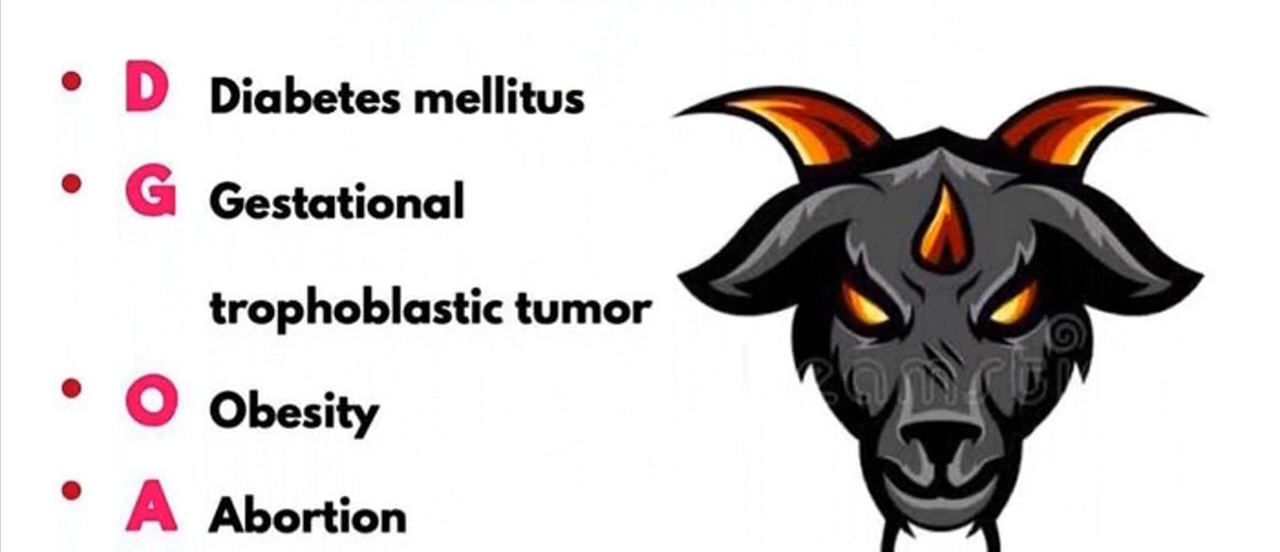 D Diabetes mellitus
G Gestational
trophoblastic tumor
O Obesity
A Abortion